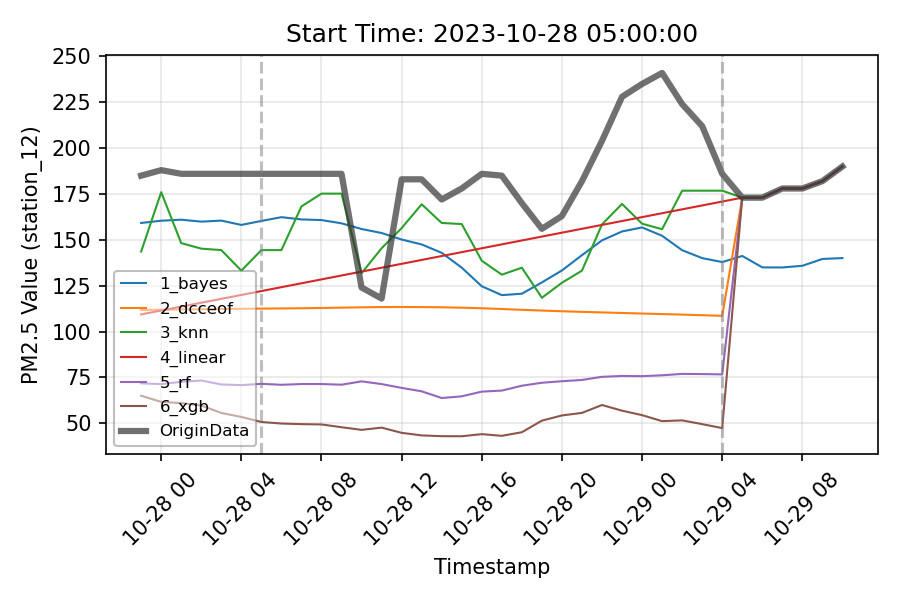 Start Time: 2023-10-28 05:00:00
PM2.5 Value (station_12)
250
225
200
175
150
125
100
75
50
1_bayes
2_dcceof
3_knn
4_linear
5_rf
6_xgb
OriginData
10-28 00
10-28 04
10-28 08
10-28 12
10-28 16
10-28 20
10-29 00
10-29 04
10-29 08
Timestamp